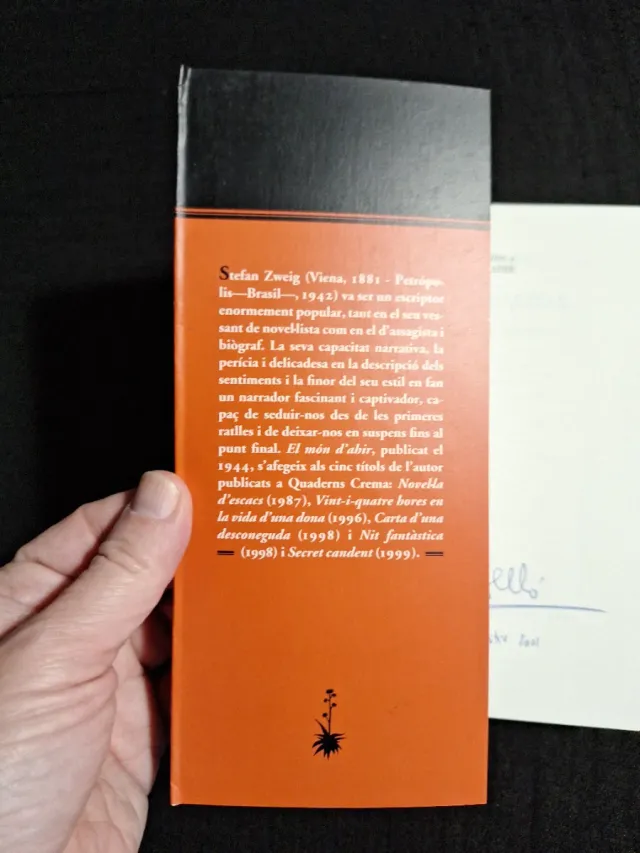 Stefan Zweig (Viena, 1881 - Petrópo-
lis—Brasil—, 1942) va ser un escriptor
enormement popular, tant en el seu ves-
sant de novel·lista com en el d’assagista i
biògraf. La seva capacitat narrativa, la
perícia i delicadesa en la descripció dels
sentiments i la finor del seu estil en fan
un narrador fascinant i captivador, ca-
paç de seduir-nos des de les primeres
ratlles i de deixar-nos en suspens fins al
punt final. El món d’ahir, publicat el
1944, s’afegeix als cinc títols de l’autor
publicats a Quaderns Crema: Novel·la
d’escacs (1987), Vint-i-quatre hores en
la vida d’una dona (1996), Carta d’una
desconeguda (1998) i Nit fantàstica
(1998) i Secret candent (1999).